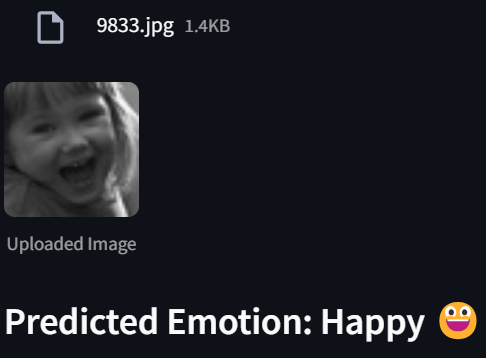 9833.jpg 1.4KB
Uploaded Image
Predicted Emotion: Happy 😃